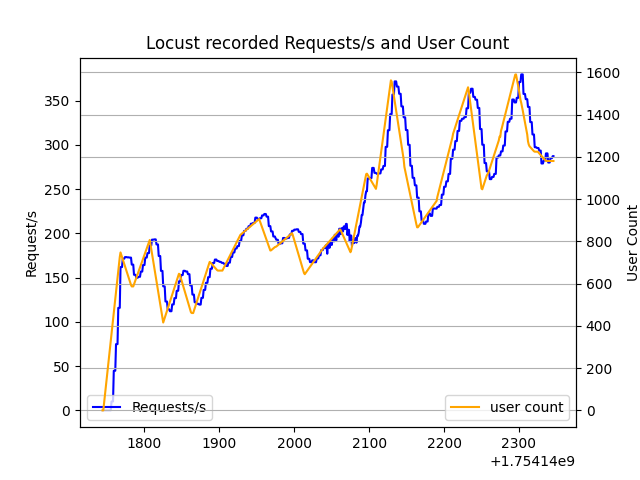 Locust recorded Requests/s and User Count
350
300
250
200
150
100
50
0
Request/s
1600
1400
1200
1000
800
600
400
200
0
User Count
Requests/s
user count
1800 1900 2000 2100 2200 2300
+1.75414e9